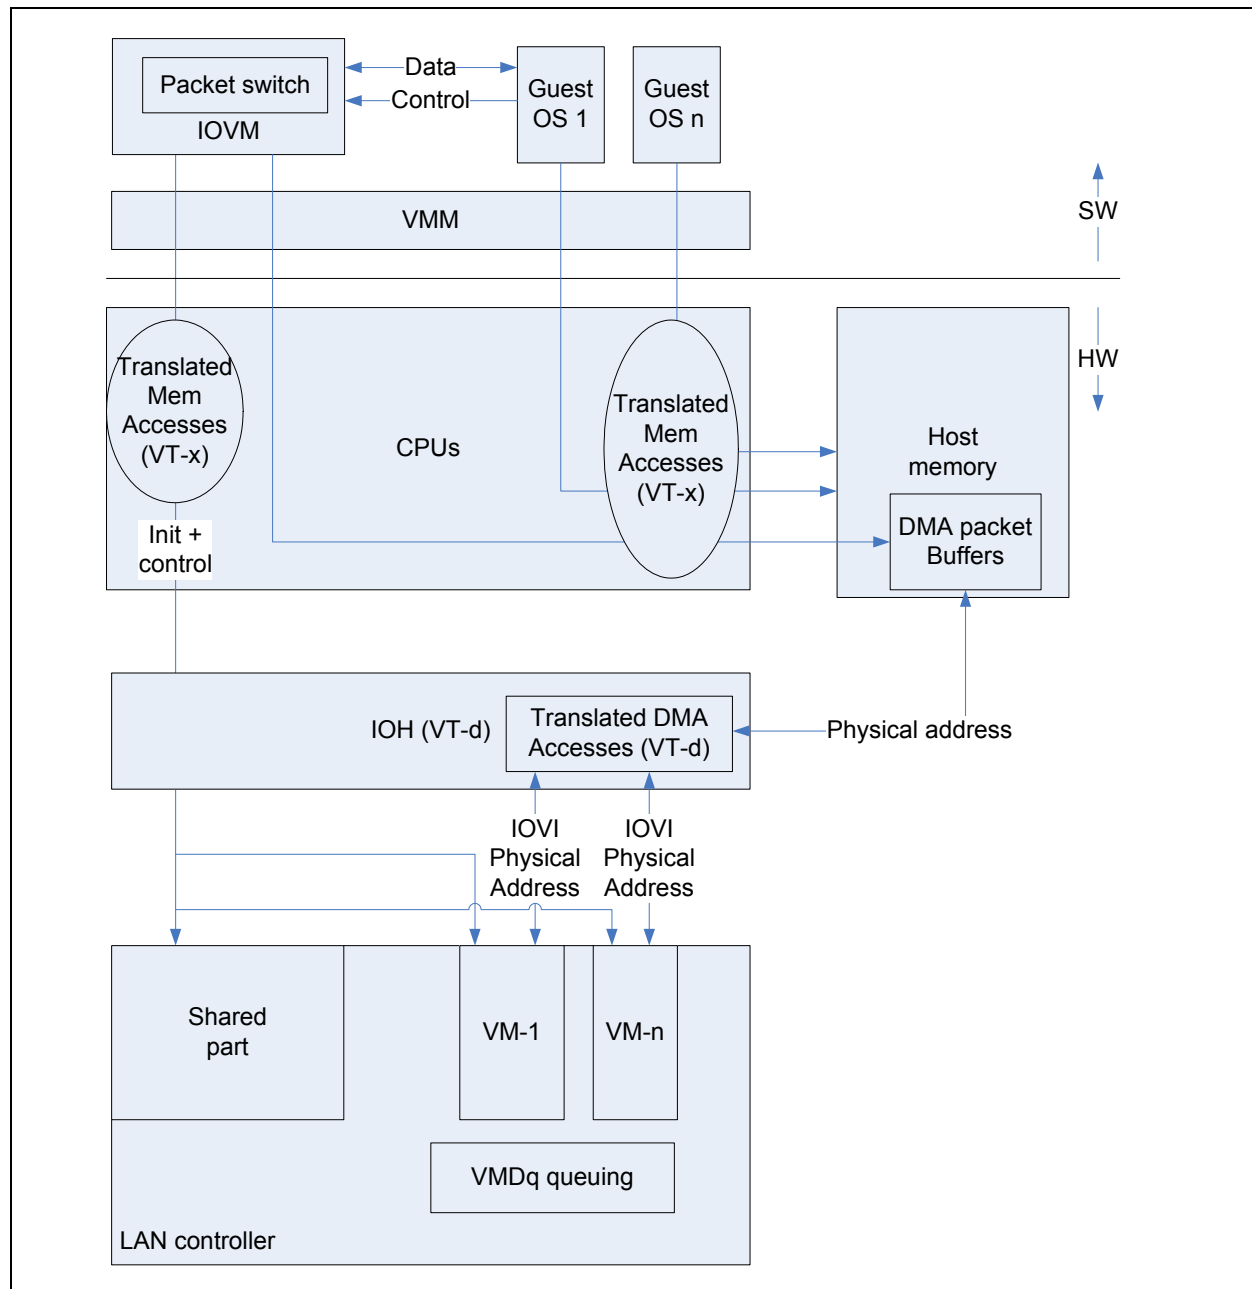 Packet switch
IOVM
Data
Control
Guest
OS 1
Guest
OS n
VMM
SW
HW
Translated
Mem
Accesses
(VT-x)
CPUs
Translated
Mem
Accesses
(VT-x)
Host
memory
DMA packet
Buffers
Init +
control
IOH (VT-d)
Translated DMA
Accesses (VT-d)
Physical address
IOVI
Physical
Address
IOVI
Physical
Address
Shared
part
VM-1
VM-n
VMDq queuing
LAN controller